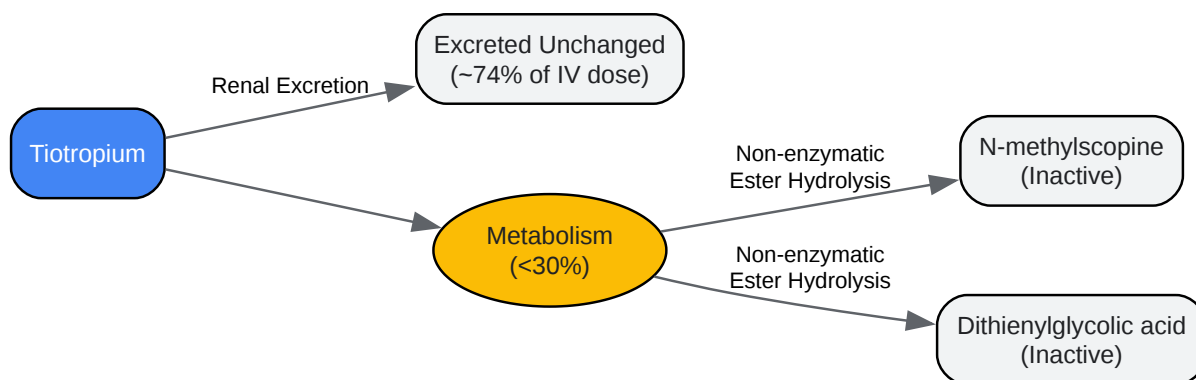 Excreted Unchanged
(~74% of IV dose)
Renal Excretion
Tiotropium
N-methylscopine
(Inactive)
Non-enzymatic
Ester Hydrolysis
Metabolism
(<30%)
Non-enzymatic
Ester Hydrolysis
Dithienylglycolic acid
(Inactive)